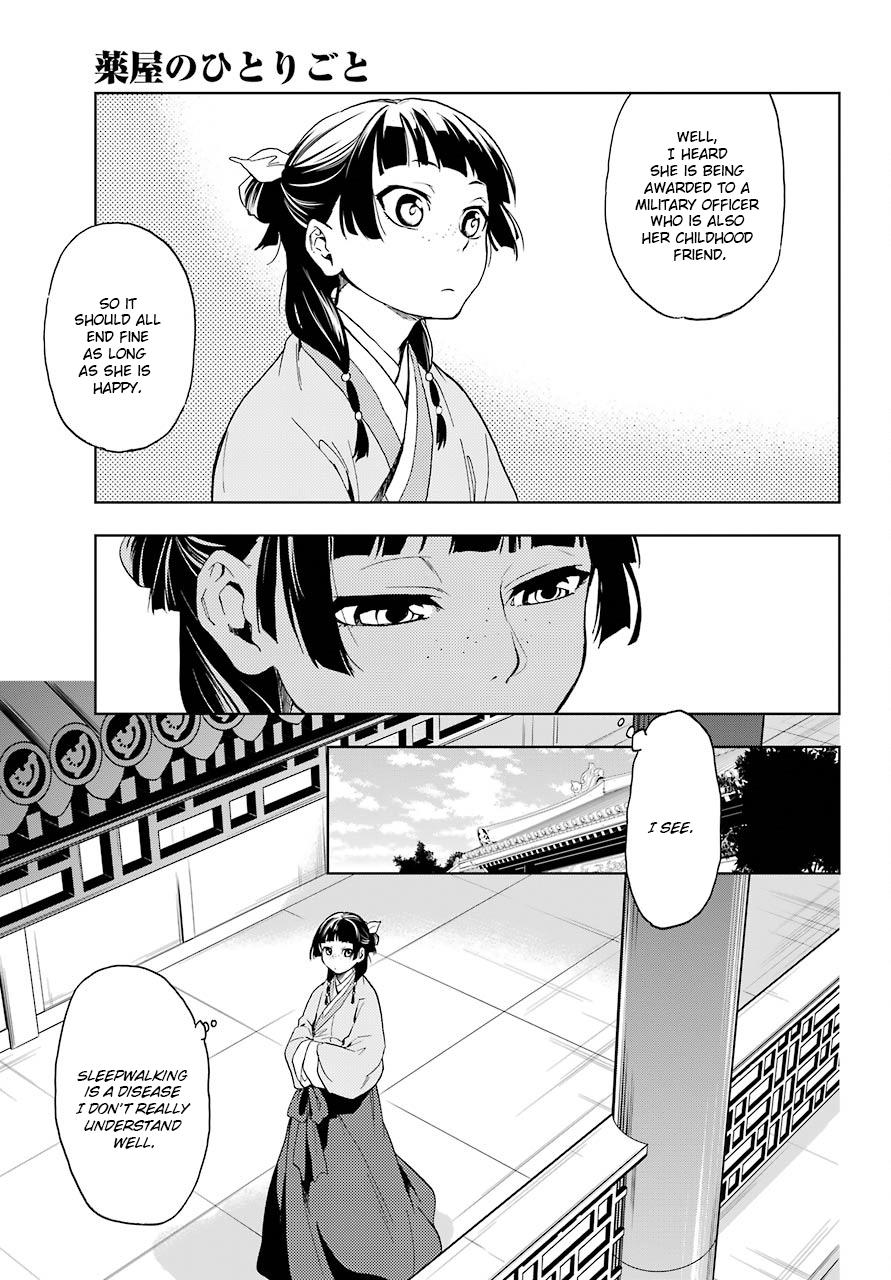 薬屋のひとりごと
WELL,
I HEARD
SHE IS BEING
AWARDED TO A
MILITARY OFFICER
WHO IS ALSO
HER CHILDHOOD
FRIEND.
SO IT
SHOULD ALL
END FINE
AS LONG
AS SHE IS
HAPPY.
I SEE.
SLEEPWALKING
IS A DISEASE
I DON'T REALLY
UNDERSTAND
WELL.